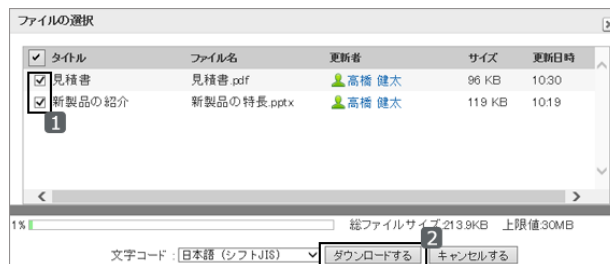 ファイルの選択
タイトル ファイル名 更新者 サイズ 更新日時
見積書 見積書.pdf 高橋 健太 96 KB 10:30
新製品の紹介 新製品の特長.pptx 高橋 健太 119 KB 10:19
1
1% 総ファイルサイズ:213.9KB 上限値:30MB
2
文字コード : 日本語 (シフトJIS) ダウンロードする キャンセルする